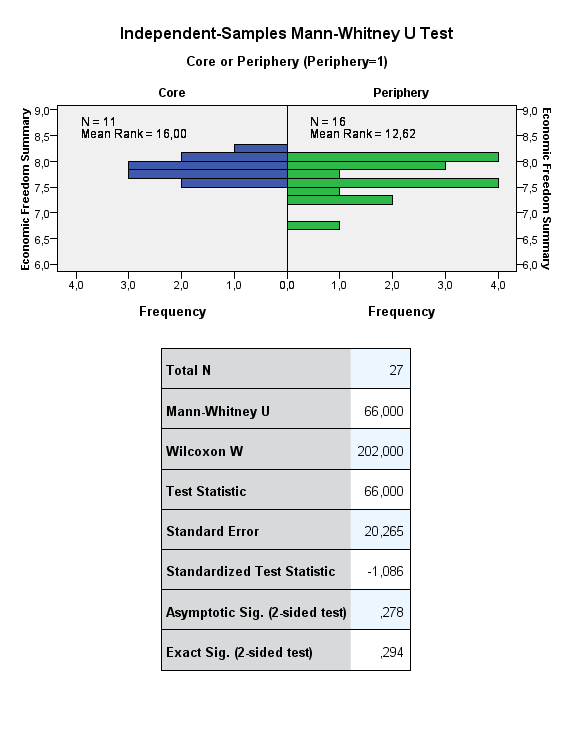 Independent-Samples Mann-Whitney U Test
Core or Periphery (Periphery=1)
Core Periphery
Economic Freedom Summary
9,0 9,0
8,5 8,5
8,0 8,0
7,5 7,5
7,0 7,0
6,5 6,5
6,0 6,0
Economic Freedom Summary
N = 11
Mean Rank = 16,00
N = 16
Mean Rank = 12,62
4,0 3,0 2,0 1,0 0,0 1,0 2,0 3,0 4,0
Frequency Frequency
Total N 27
Mann-Whitney U 66,000
Wilcoxon W 202,000
Test Statistic 66,000
Standard Error 20,265
Standardized Test Statistic -1,086
Asymptotic Sig. (2-sided test) ,278
Exact Sig. (2-sided test) ,294